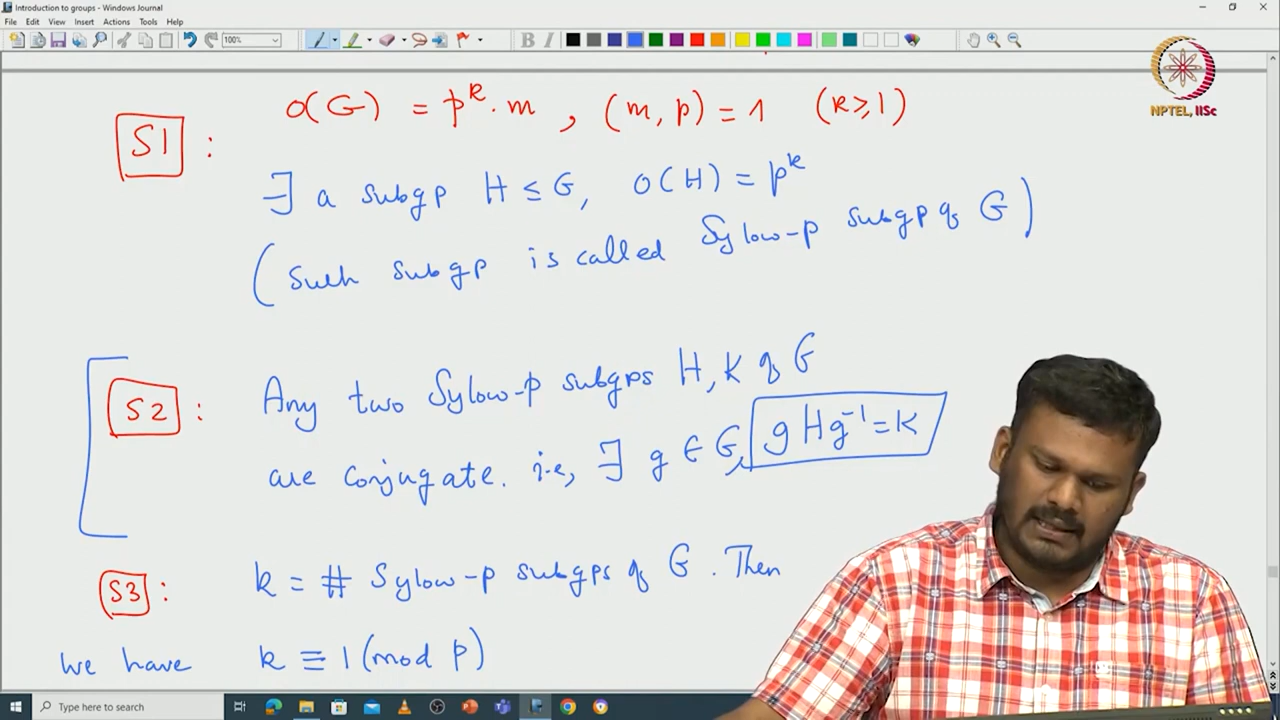 Introduction to groups - Windows Journal
File Edit View Insert Actions Tools Help
100%
B I
NPTEL, IISc
S1 : o(G) = p^k · m , (m, p) = 1 (k ≥ 1)
∃ a subgp H ≤ G, o(H) = p^k
(Such subgp is called Sylow-p subgp of G)
S2 : Any two Sylow-p subgps H, K of G
are conjugate. i.e, ∃ g ∈ G, gHg^-1 = K
S3 : k = # Sylow-p subgps of G. Then
we have k ≡ 1 (mod p)
Type here to search